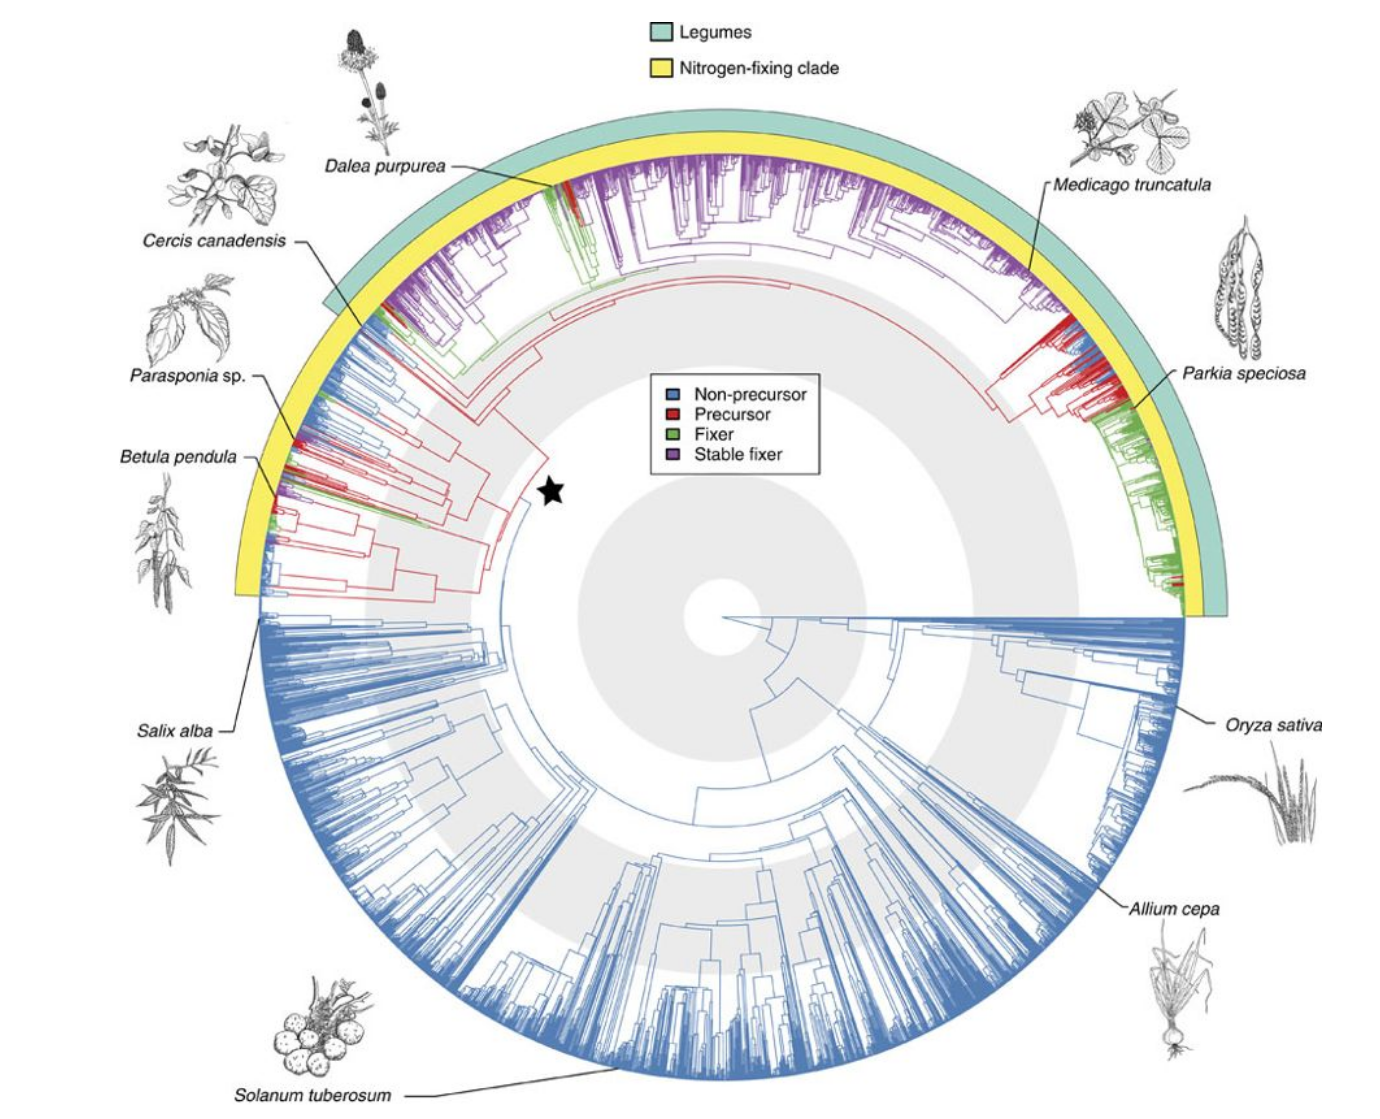 Legumes
Nitrogen-fixing clade
Dalea purpurea
Medicago truncatula
Cercis canadensis
Parkia speciosa
Parasponia sp.
Non-precursor
Precursor
Fixer
Stable fixer
Betula pendula
Salix alba
Oryza sativa
Allium cepa
Solanum tuberosum